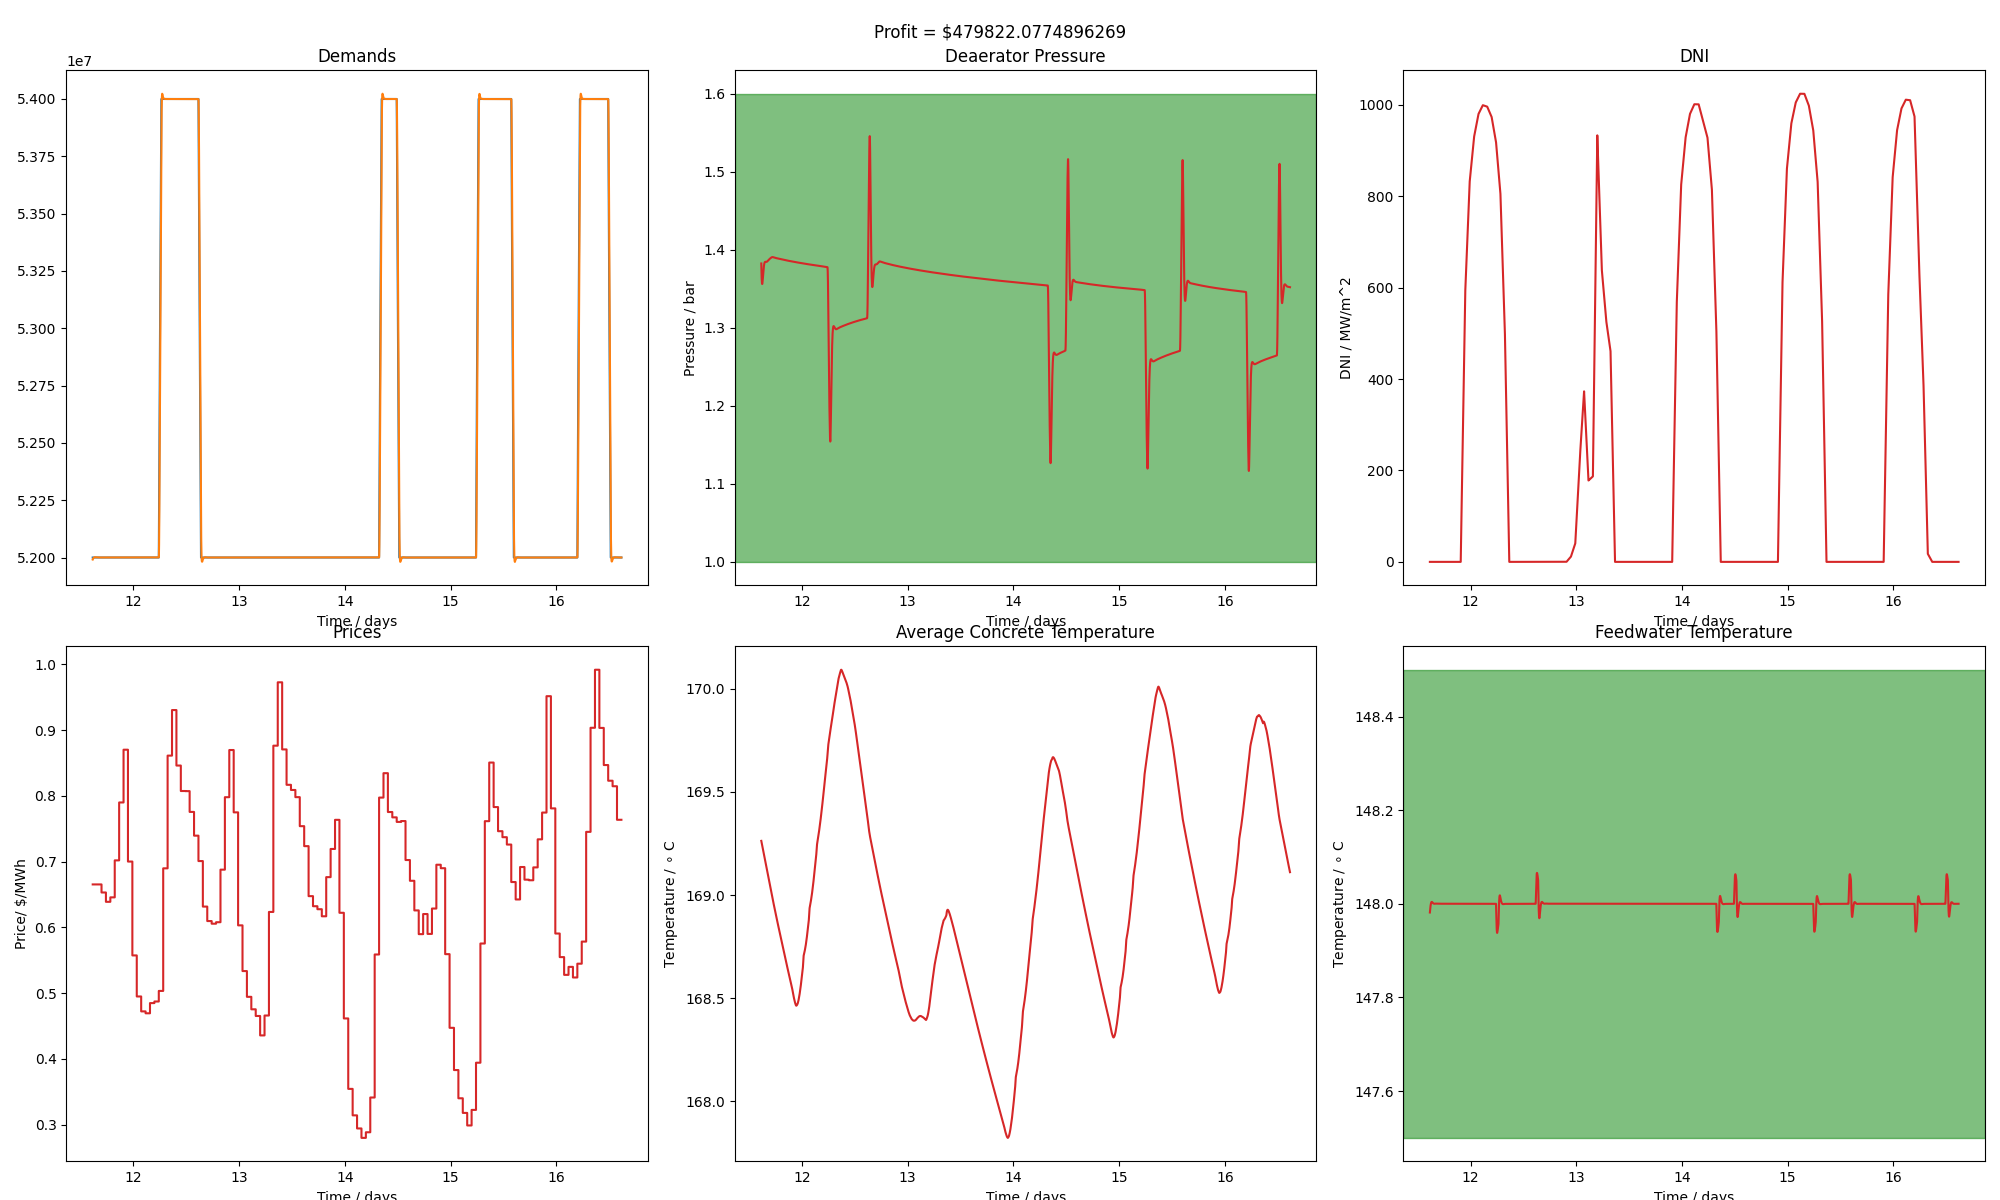 Profit = $479822.0774896269
Demands
1e7
5.400
5.375
5.350
5.325
5.300
5.275
5.250
5.225
5.200
12 13 14 15 16
Time / days
Deaerator Pressure
Pressure / bar
1.6
1.5
1.4
1.3
1.2
1.1
1.0
12 13 14 15 16
Time / days
DNI
DNI / MW/m^2
1000
800
600
400
200
0
12 13 14 15 16
Time / days
Prices
Price/ $/MWh
1.0
0.9
0.8
0.7
0.6
0.5
0.4
0.3
12 13 14 15 16
Time / days
Average Concrete Temperature
Temperature / ∘ C
170.0
169.5
169.0
168.5
168.0
12 13 14 15 16
Time / days
Feedwater Temperature
Temperature / ∘ C
148.4
148.2
148.0
147.8
147.6
12 13 14 15 16
Time / days